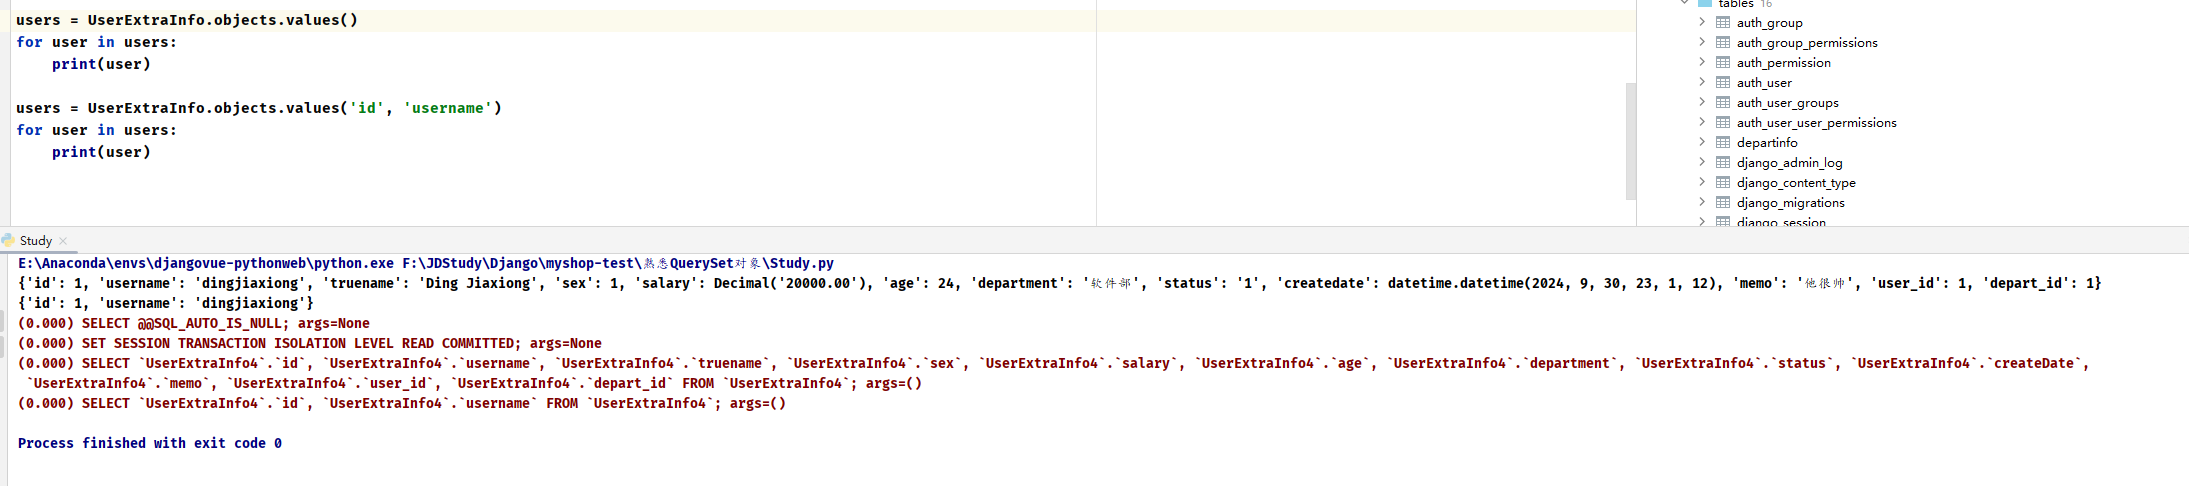 users = UserExtraInfo.objects.values()
for user in users:
    print(user)
users = UserExtraInfo.objects.values('id', 'username')
for user in users:
    print(user)
tables 16
auth_group
auth_group_permissions
auth_permission
auth_user
auth_user_groups
auth_user_user_permissions
departinfo
django_admin_log
django_content_type
django_migrations
django_session
Study
E:\Anaconda\envs\djangovue-pythonweb\python.exe F:\JDStudy\Django\myshop-test\熟悉QuerySet对象\Study.py
{'id': 1, 'username': 'dingjiaxiong', 'truename': 'Ding Jiaxiong', 'sex': 1, 'salary': Decimal('20000.00'), 'age': 24, 'department': '软件部', 'status': '1', 'createdate': datetime.datetime(2024, 9, 30, 23, 1, 12), 'memo': '他很帅', 'user_id': 1, 'depart_id': 1}
{'id': 1, 'username': 'dingjiaxiong'}
(0.000) SELECT @@SQL_AUTO_IS_NULL; args=None
(0.000) SET SESSION TRANSACTION ISOLATION LEVEL READ COMMITTED; args=None
(0.000) SELECT `UserExtraInfo4`.`id`, `UserExtraInfo4`.`username`, `UserExtraInfo4`.`truename`, `UserExtraInfo4`.`sex`, `UserExtraInfo4`.`salary`, `UserExtraInfo4`.`age`, `UserExtraInfo4`.`department`, `UserExtraInfo4`.`status`, `UserExtraInfo4`.`createDate`,
`UserExtraInfo4`.`memo`, `UserExtraInfo4`.`user_id`, `UserExtraInfo4`.`depart_id` FROM `UserExtraInfo4`; args=()
(0.000) SELECT `UserExtraInfo4`.`id`, `UserExtraInfo4`.`username` FROM `UserExtraInfo4`; args=()
Process finished with exit code 0